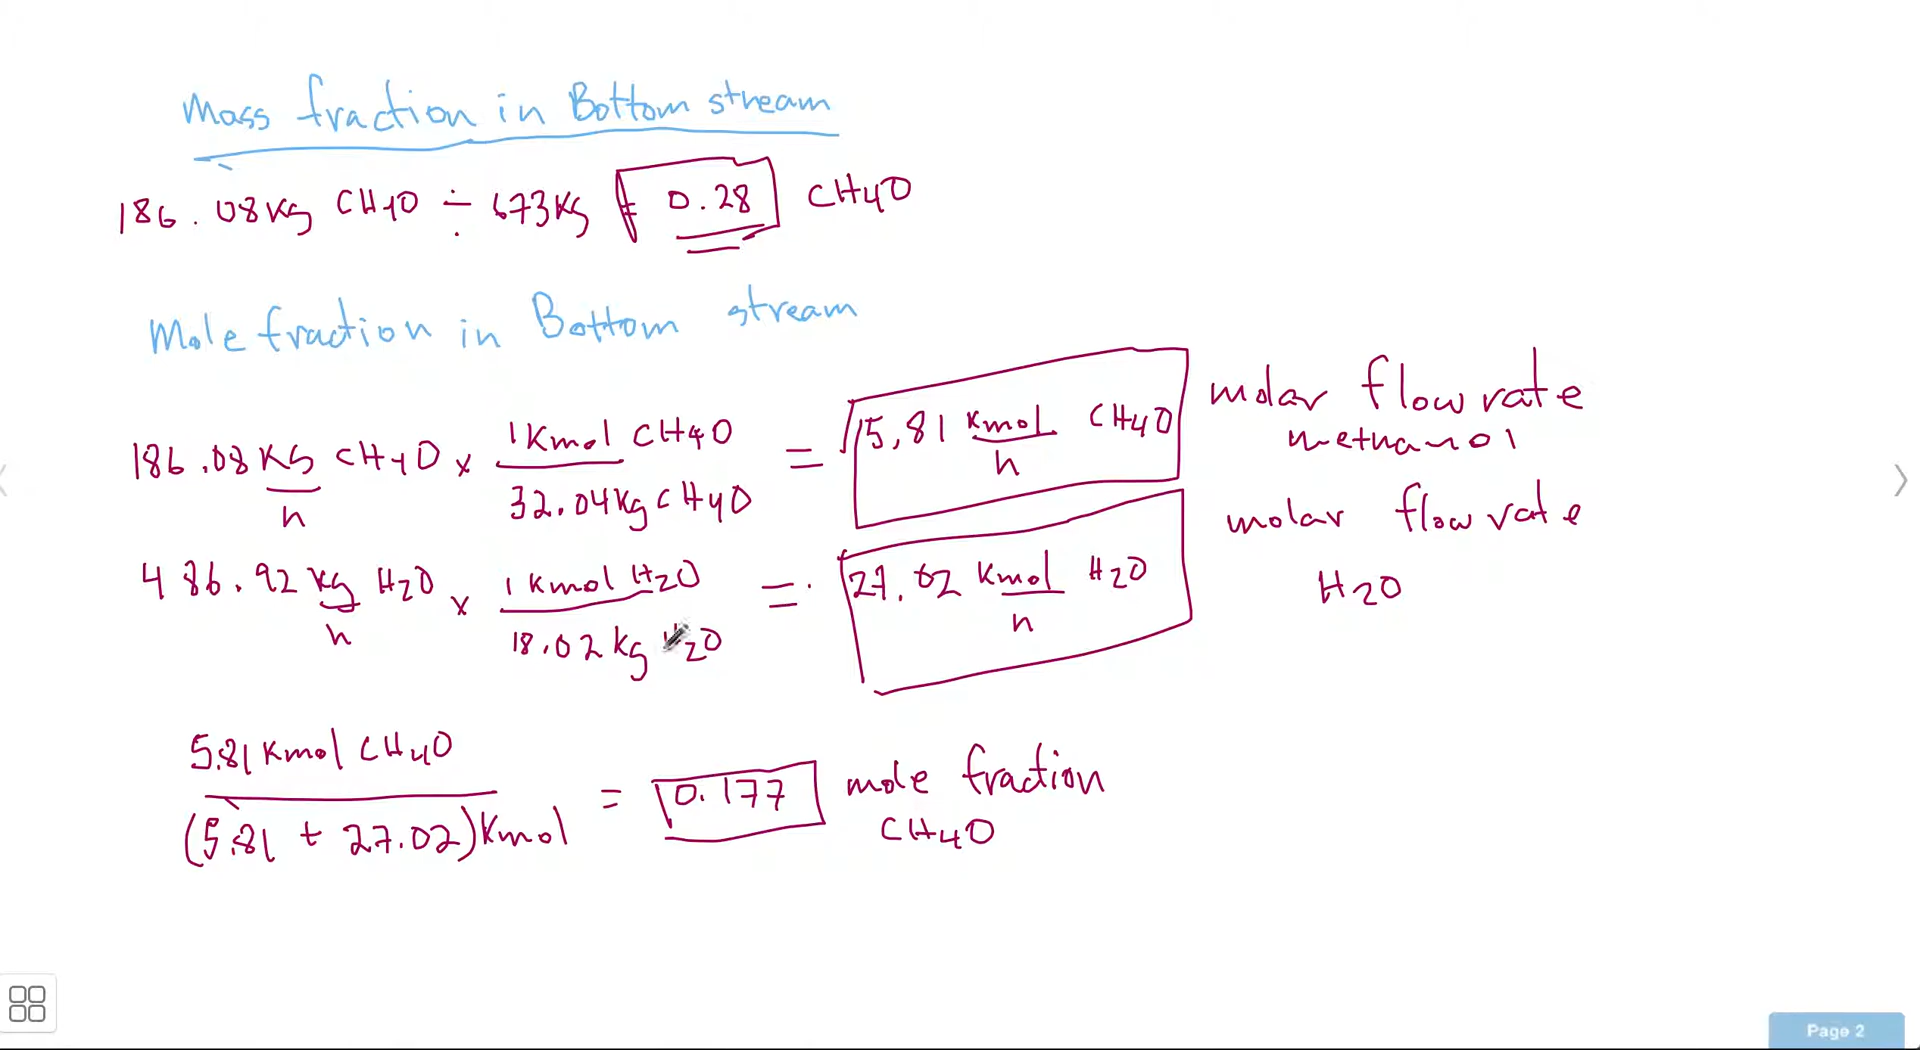 Mass fraction in Bottom stream
186.08 Kg CH4O ÷ 673 Kg = 0.28 CH4O
Mole fraction in Bottom stream
186.08 KG/h CH4O x 1 Kmol CH4O / 32.04 Kg CH4O = 5,81 Kmol/h CH4O molar flow rate methanol
486.92 kg/h H2O x 1 Kmol H2O / 18.02 kg H2O = 27.02 Kmol/h H2O molar flow rate H2O
5.81 Kmol CH4O / (5.81 + 27.02) Kmol = 0.177 mole fraction CH4O
Page 2